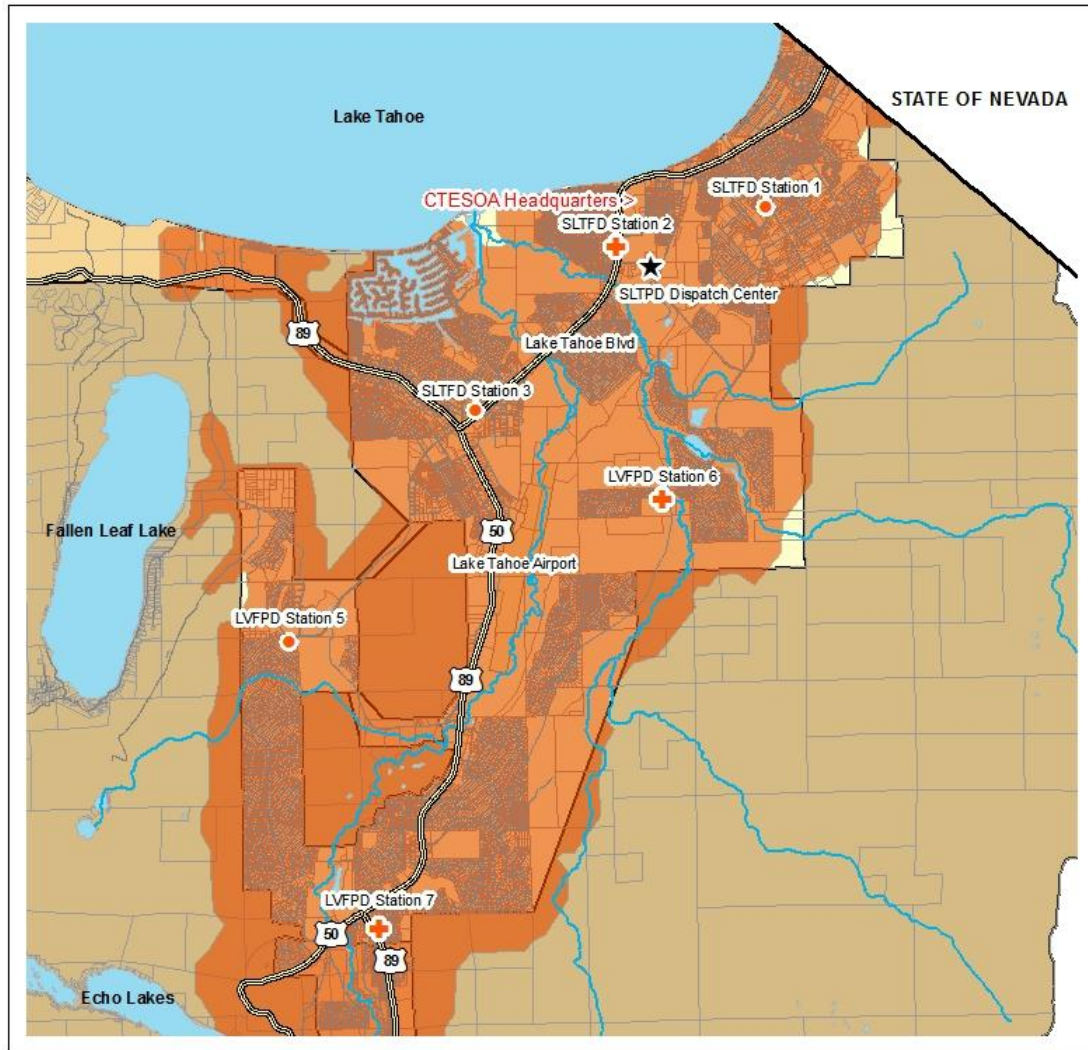 Lake Tahoe
STATE OF NEVADA
SLTFD Station 1
CTESOA Headquarters >
SLTFD Station 2
SLTPD Dispatch Center
89
Lake Tahoe Blvd
SLTFD Station 3
LVFPD Station 6
Fallen Leaf Lake
50
Lake Tahoe Airport
LVFPD Station 5
89
LVFPD Station 7
50
89
Echo Lakes